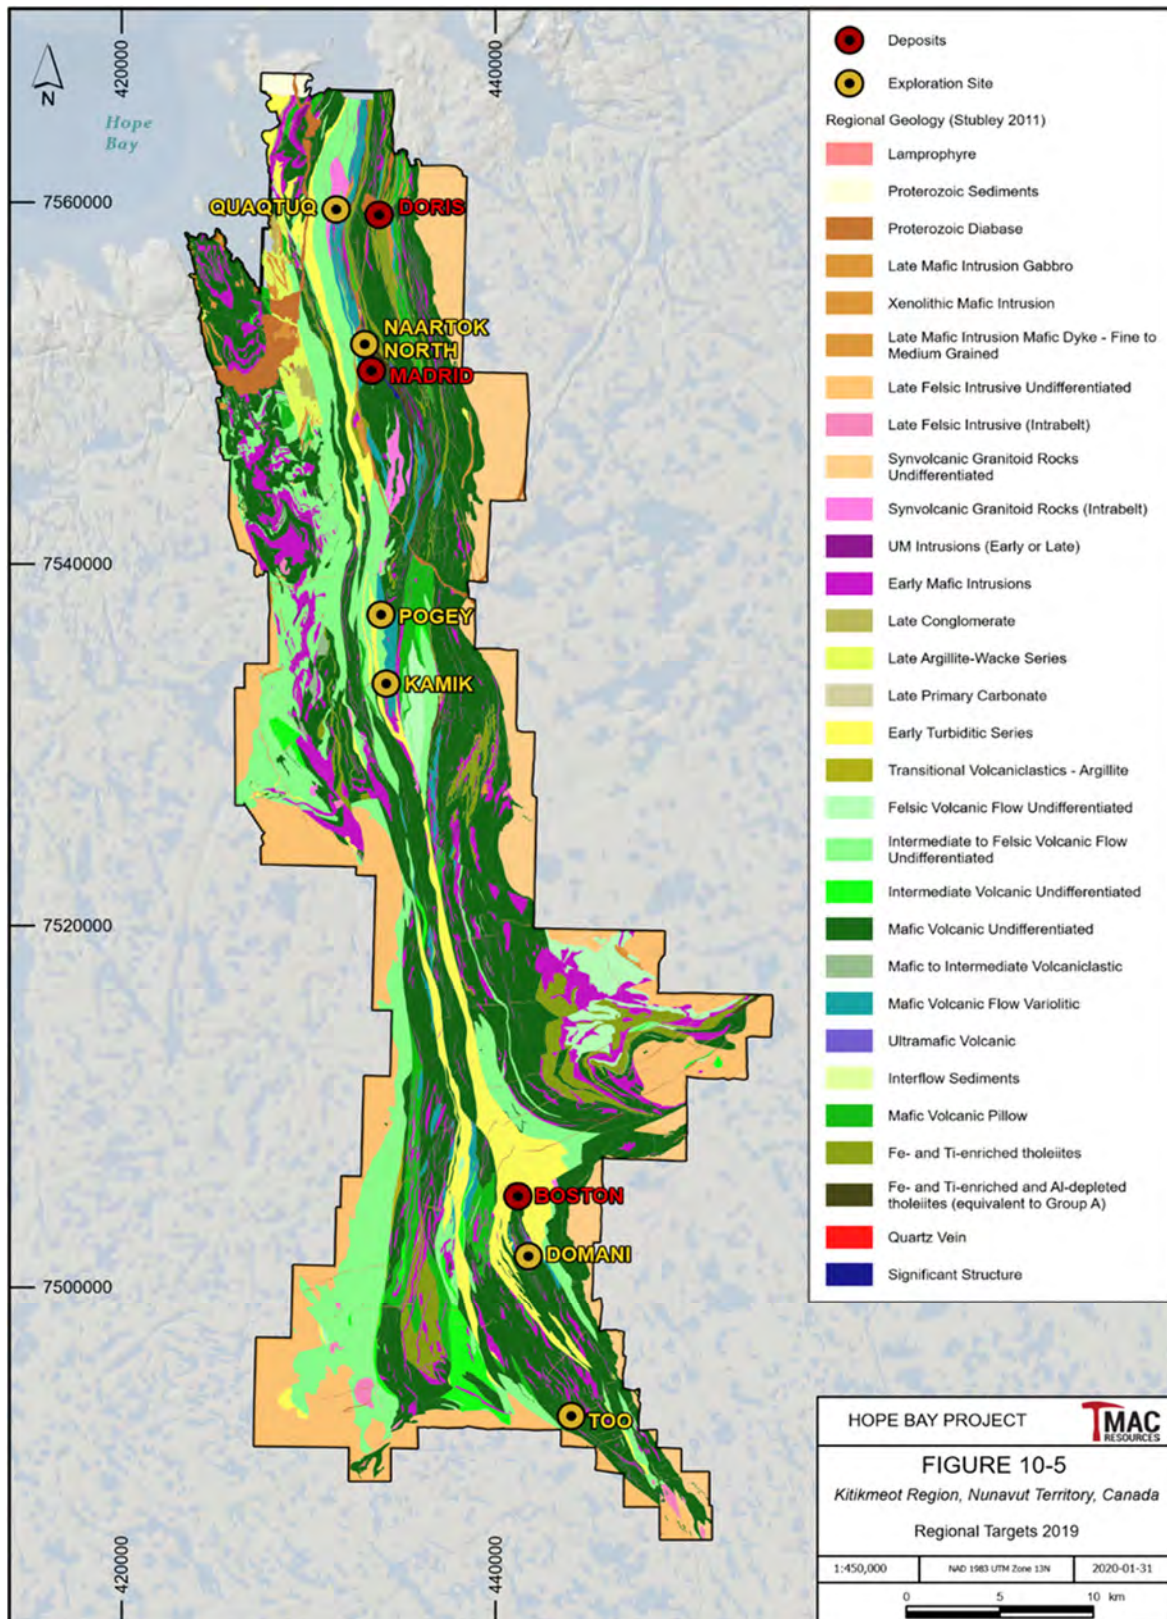 420000
440000
N
Hope
Bay
7560000
7540000
7520000
7500000
QUAQTUQ
DORIS
NAARTOK
NORTH
MADRID
POGEY
KAMIK
BOSTON
DOMANI
TOO
420000
440000
Deposits
Exploration Site
Regional Geology (Stubley 2011)
Lamprophyre
Proterozoic Sediments
Proterozoic Diabase
Late Mafic Intrusion Gabbro
Xenolithic Mafic Intrusion
Late Mafic Intrusion Mafic Dyke - Fine to
Medium Grained
Late Felsic Intrusive Undifferentiated
Late Felsic Intrusive (Intrabelt)
Synvolcanic Granitoid Rocks
Undifferentiated
Synvolcanic Granitoid Rocks (Intrabelt)
UM Intrusions (Early or Late)
Early Mafic Intrusions
Late Conglomerate
Late Argillite-Wacke Series
Late Primary Carbonate
Early Turbiditic Series
Transitional Volcaniclastics - Argillite
Felsic Volcanic Flow Undifferentiated
Intermediate to Felsic Volcanic Flow
Undifferentiated
Intermediate Volcanic Undifferentiated
Mafic Volcanic Undifferentiated
Mafic to Intermediate Volcaniclastic
Mafic Volcanic Flow Variolitic
Ultramafic Volcanic
Interflow Sediments
Mafic Volcanic Pillow
Fe- and Ti-enriched tholeiites
Fe- and Ti-enriched and Al-depleted
tholeiites (equivalent to Group A)
Quartz Vein
Significant Structure
HOPE BAY PROJECT
TMAC
RESOURCES
FIGURE 10-5
Kitikmeot Region, Nunavut Territory, Canada
Regional Targets 2019
1:450,000
NAD 1983 UTM Zone 13N
2020-01-31
0 5 10 km